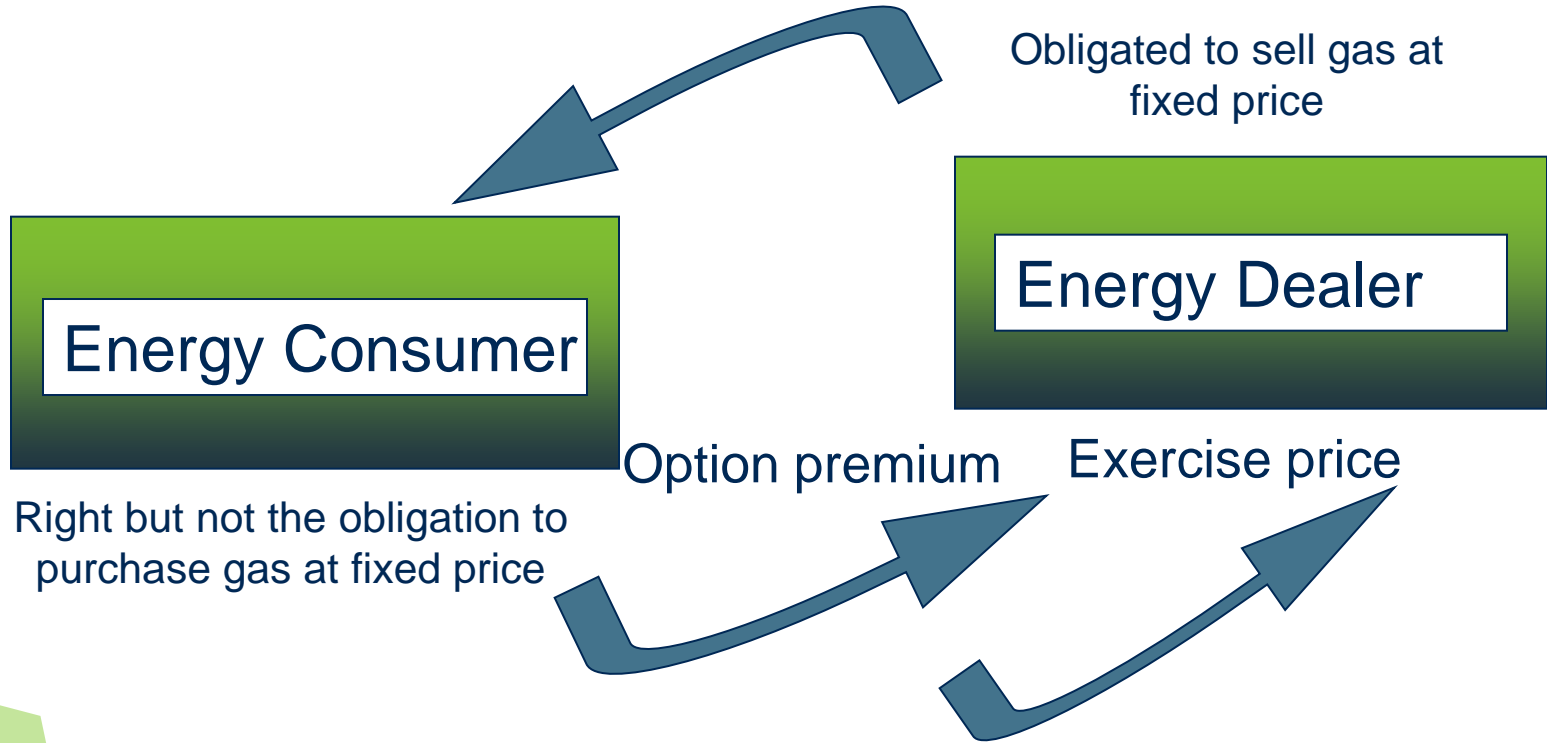 Obligated to sell gas at
fixed price
Energy Dealer
Energy Consumer
Option premium
Exercise price
Right but not the obligation to
purchase gas at fixed price